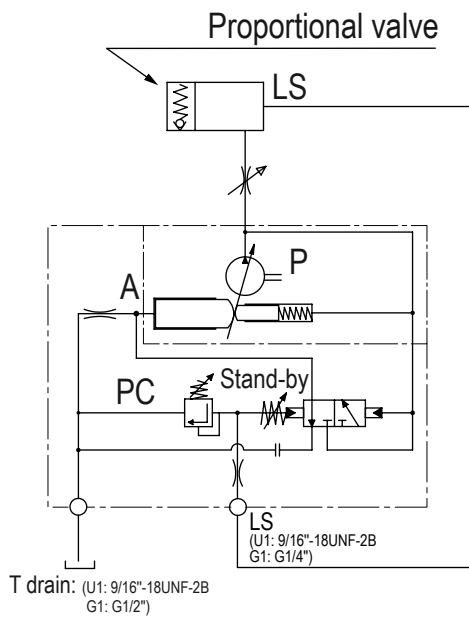 Proportional valve
LS
P
A
PC
Stand-by
LS
(U1: 9/16"-18UNF-2B
G1: G1/4")
T drain: (U1: 9/16"-18UNF-2B
G1: G1/2")